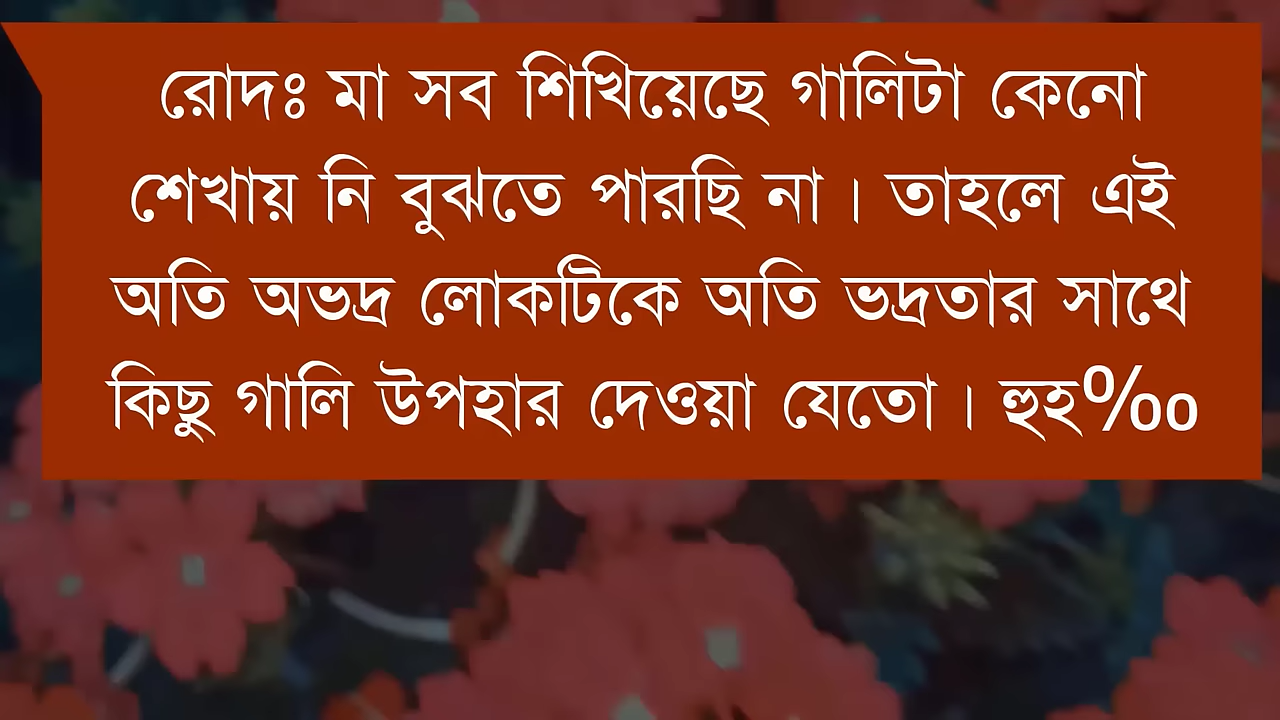 রোদঃ মা সব শিখিয়েছে গালিটা কেনো
শেখায় নি বুঝতে পারছি না। তাহলে এই
অতি অভদ্র লোকটিকে অতি ভদ্রতার সাথে
কিছু গালি উপহার দেওয়া যেতো। হুহ‰